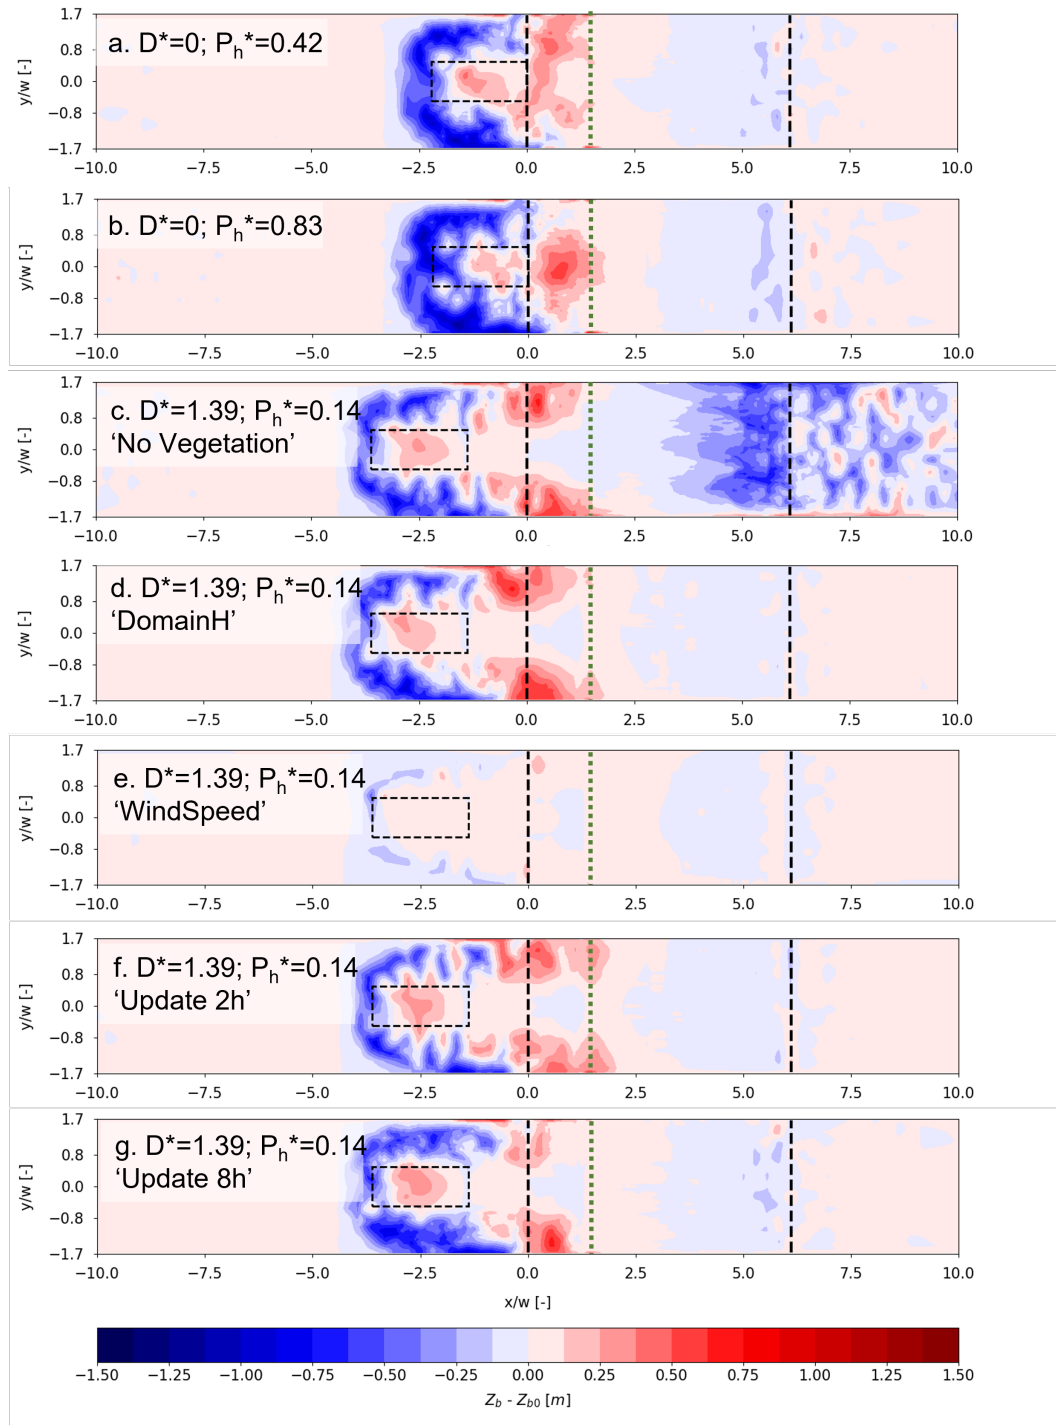 1.7
a. D*=0; Ph*=0.42
0.8
y/w [-]
0.0
−0.8
−1.7
−10.0 −7.5 −5.0 −2.5 0.0 2.5 5.0 7.5 10.0
1.7
b. D*=0; Ph*=0.83
0.8
y/w [-]
0.0
−0.8
−1.7
−10.0 −7.5 −5.0 −2.5 0.0 2.5 5.0 7.5 10.0
1.7
c. D*=1.39; Ph*=0.14
0.8
‘No Vegetation’
y/w [-]
0.0
−0.8
−1.7
−10.0 −7.5 −5.0 −2.5 0.0 2.5 5.0 7.5 10.0
1.7
d. D*=1.39; Ph*=0.14
0.8
‘DomainH’
y/w [-]
0.0
−0.8
−1.7
−10.0 −7.5 −5.0 −2.5 0.0 2.5 5.0 7.5 10.0
1.7
e. D*=1.39; Ph*=0.14
0.8
‘WindSpeed’
y/w [-]
0.0
−0.8
−1.7
−10.0 −7.5 −5.0 −2.5 0.0 2.5 5.0 7.5 10.0
1.7
f. D*=1.39; Ph*=0.14
0.8
‘Update 2h’
y/w [-]
0.0
−0.8
−1.7
−10.0 −7.5 −5.0 −2.5 0.0 2.5 5.0 7.5 10.0
1.7
g. D*=1.39; Ph*=0.14
0.8
‘Update 8h’
y/w [-]
0.0
−0.8
−1.7
−10.0 −7.5 −5.0 −2.5 0.0 2.5 5.0 7.5 10.0
x/w [-]
−1.50 −1.25 −1.00 −0.75 −0.50 −0.25 0.00 0.25 0.50 0.75 1.00 1.25 1.50
Zb - Zb0 [m]